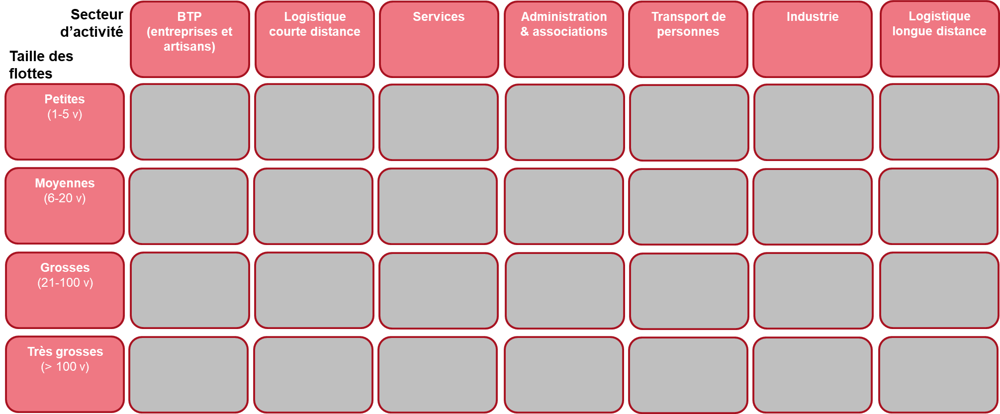 Secteur
d’activité
Taille des
flottes
BTP
(entreprises et
artisans)
Logistique
courte distance
Services
Administration
& associations
Transport de
personnes
Industrie
Logistique
longue distance
Petites
(1-5 v)
Moyennes
(6-20 v)
Grosses
(21-100 v)
Très grosses
(> 100 v)